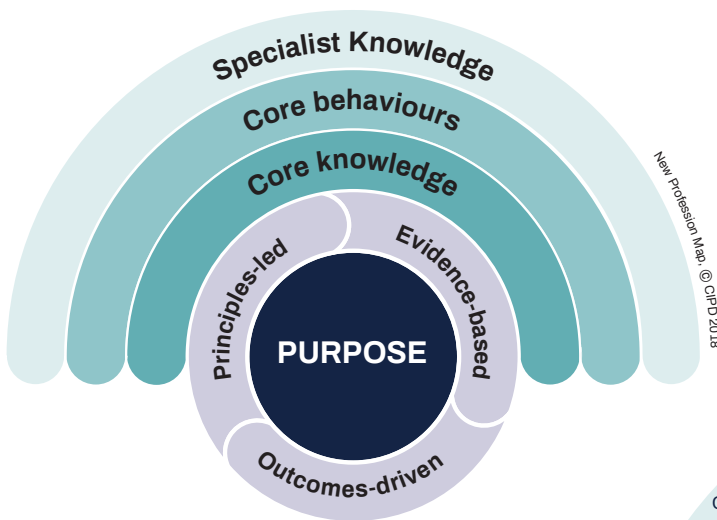 Specialist Knowledge
Core behaviours
Core knowledge
Principles-led
Evidence-based
PURPOSE
Outcomes-driven
New Profession Map, © CIPD 2018